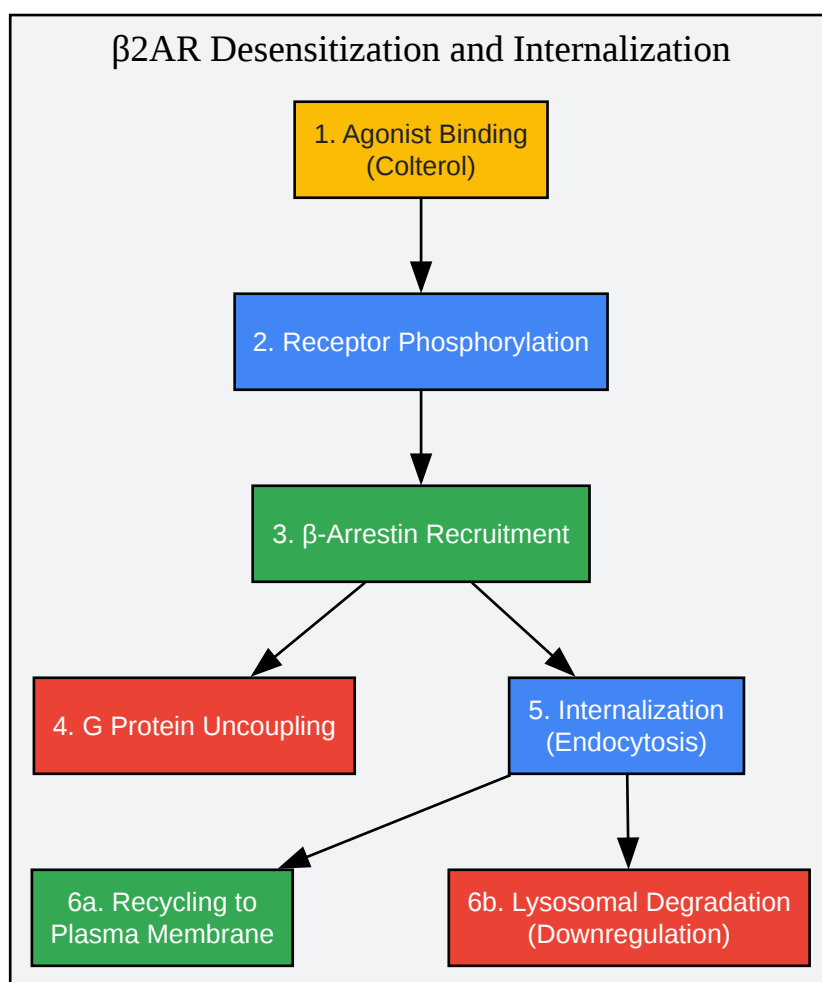 β2AR Desensitization and Internalization
1. Agonist Binding
(Colterol)
2. Receptor Phosphorylation
3. β-Arrestin Recruitment
4. G Protein Uncoupling
5. Internalization
(Endocytosis)
6a. Recycling to
Plasma Membrane
6b. Lysosomal Degradation
(Downregulation)